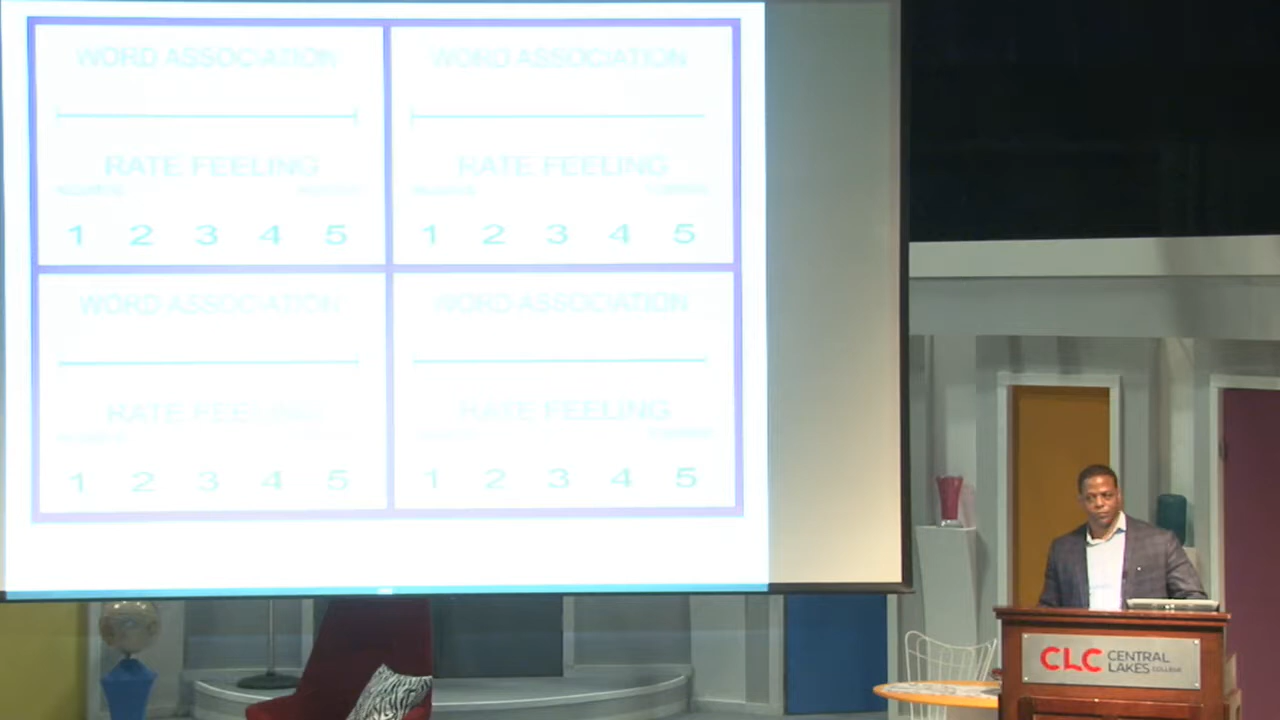 WORD ASSOCIATION
RATE FEELING
1 2 3 4 5
WORD ASSOCIATION
RATE FEELING
1 2 3 4 5
WORD ASSOCIATION
RATE FEELING
1 2 3 4 5
WORD ASSOCIATION
RATE FEELING
1 2 3 4 5
CLC CENTRAL
LAKES COLLEGE